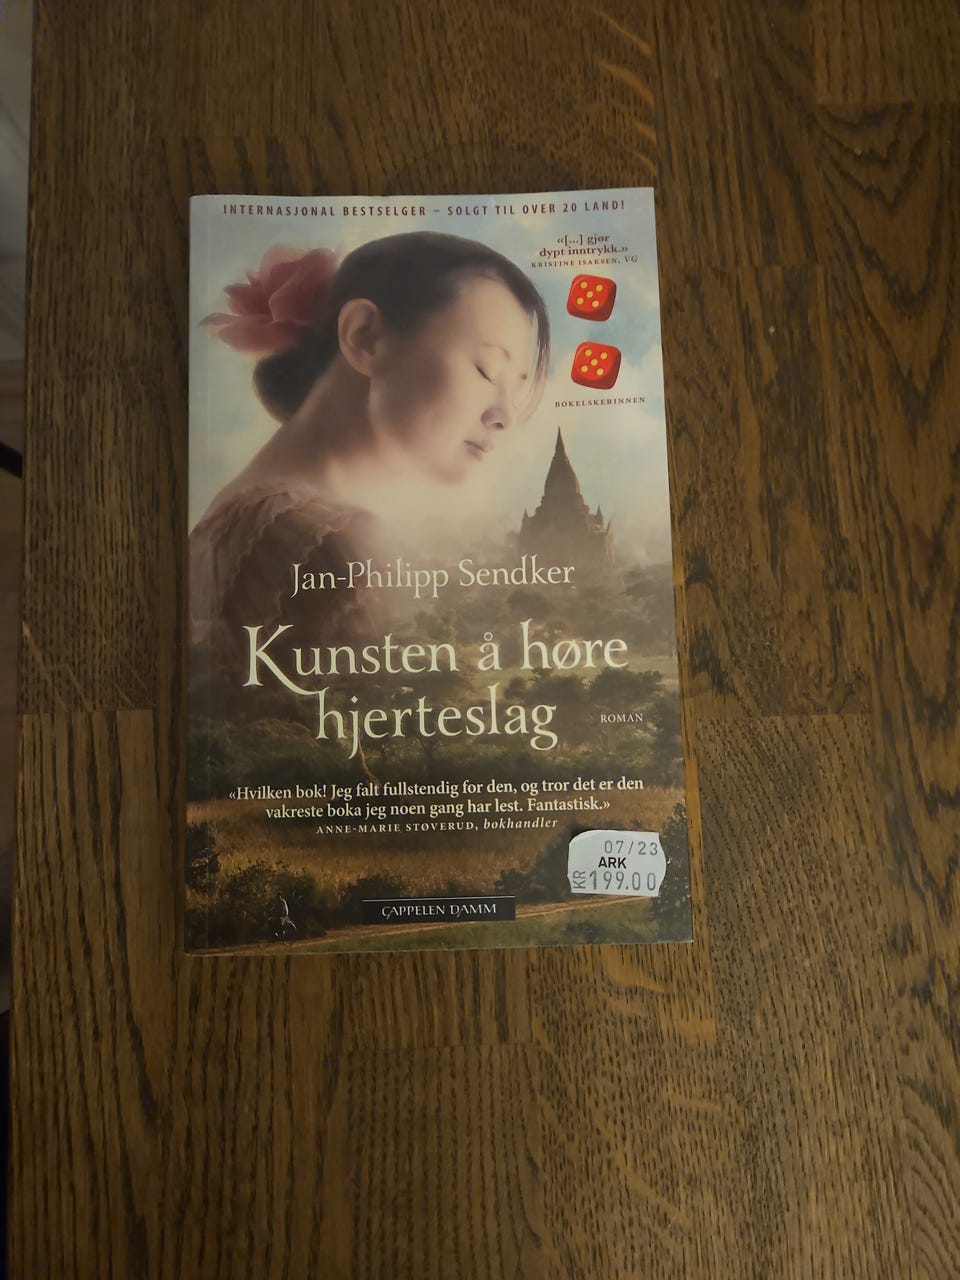 INTERNASJONAL BESTSELGER – SOLGT TIL OVER 20 LAND!
«[...] gjør
dypt inntrykk.»
KRISTINE ISAKSEN, VG
BOKELSKERINNEN
Jan-Philipp Sendker
Kunsten å høre
hjerteslag
ROMAN
«Hvilken bok! Jeg falt fullstendig for den, og tror det er den
vakreste boka jeg noen gang har lest. Fantastisk.»
ANNE-MARIE STØVERUD, bokhandler
07/23
ARK
KR 199.00
CAPPELEN DAMM